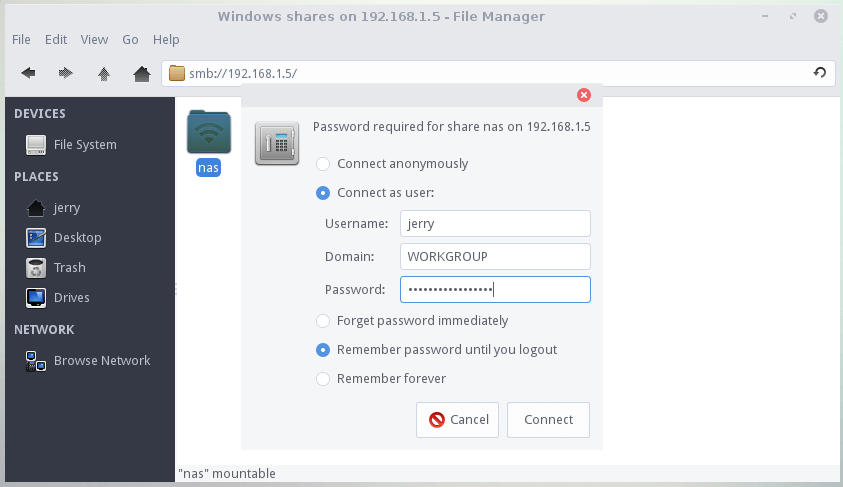 Windows shares on 192.168.1.5 - File Manager
File Edit View Go Help
smb://192.168.1.5/
DEVICES
File System
PLACES
jerry
Desktop
Trash
Drives
NETWORK
Browse Network
nas
Password required for share nas on 192.168.1.5
Connect anonymously
Connect as user:
Username: jerry
Domain: WORKGROUP
Password: •••••••••••••••••
Forget password immediately
Remember password until you logout
Remember forever
Cancel Connect
"nas" mountable